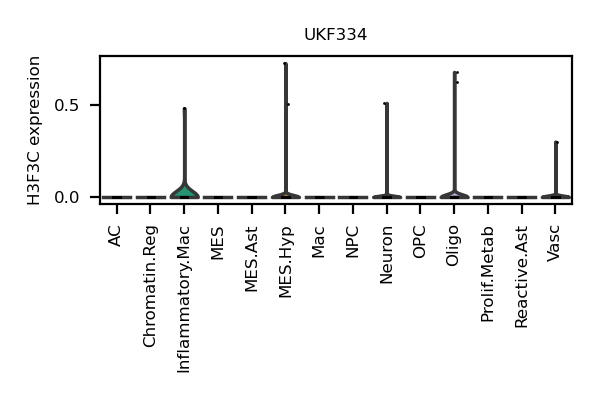 UKF334
H3F3C expression
0.5
0.0
AC
Chromatin.Reg
Inflammatory.Mac
MES
MES.Ast
MES.Hyp
Mac
NPC
Neuron
OPC
Oligo
Prolif.Metab
Reactive.Ast
Vasc